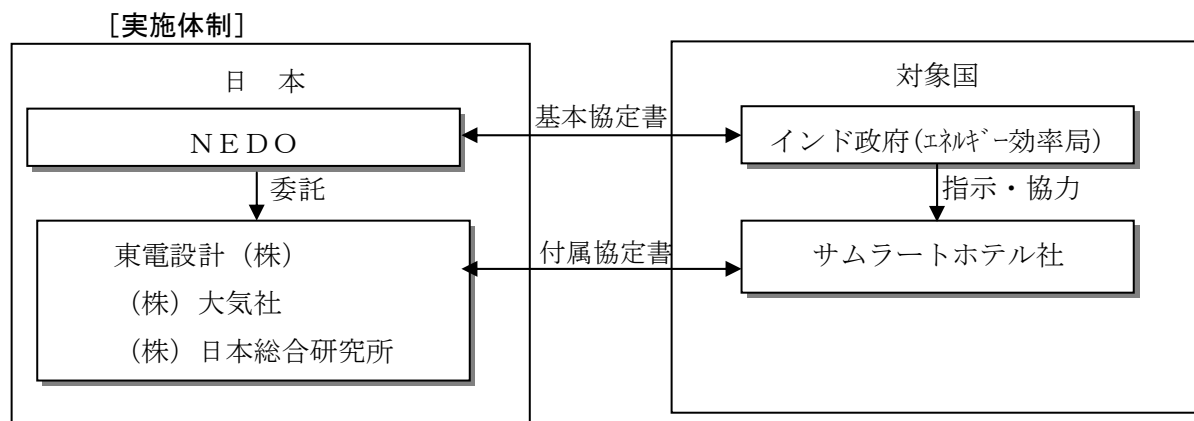 [実施体制]
日　本
ＮＥＤＯ
委託
東電設計（株）
（株）大気社
（株）日本総合研究所
基本協定書
付属協定書
対象国
インド政府(ｴﾈﾙｷﾞｰ効率局)
指示・協力
サムラートホテル社